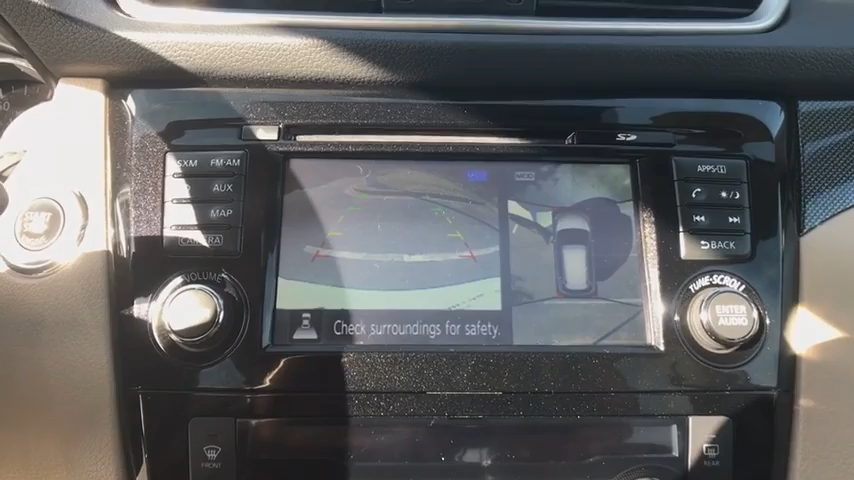 SD
SXM FM·AM
AUX
MAP
CAMERA
VOLUME
START
MOD
Check surroundings for safety.
APPS·i
BACK
TUNE·SCROLL
ENTER
AUDIO
FRONT
REAR